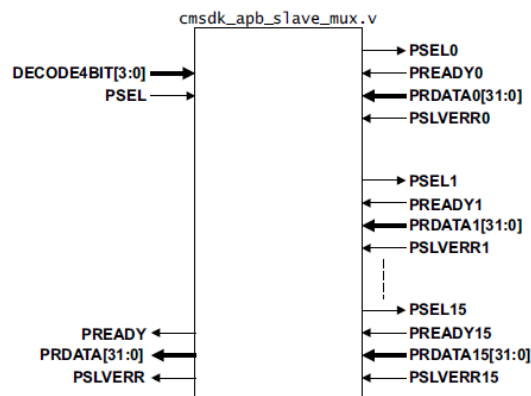 cmsdk_apb_slave_mux.v
DECODE4BIT[3:0]
PSEL
PREADY
PRDATA[31:0]
PSLVERR
PSEL0
PREADY0
PRDATA0[31:0]
PSLVERR0
PSEL1
PREADY1
PRDATA1[31:0]
PSLVERR1
PSEL15
PREADY15
PRDATA15[31:0]
PSLVERR15